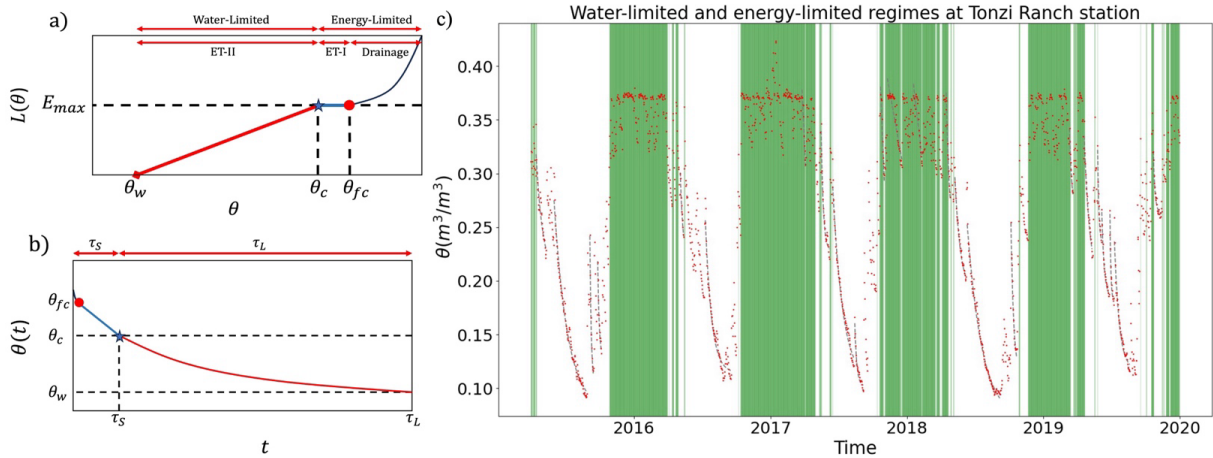 a)
Water-Limited
Energy-Limited
ET-II
ET-I
Drainage
L(θ)
E_max
θ_w
θ_c
θ_fc
θ
b)
τ_S
τ_L
θ(t)
θ_fc
θ_c
θ_w
τ_S
τ_L
t
c)
Water-limited and energy-limited regimes at Tonzi Ranch station
θ(m³/m³)
0.40
0.35
0.30
0.25
0.20
0.15
0.10
2016
2017
2018
2019
2020
Time